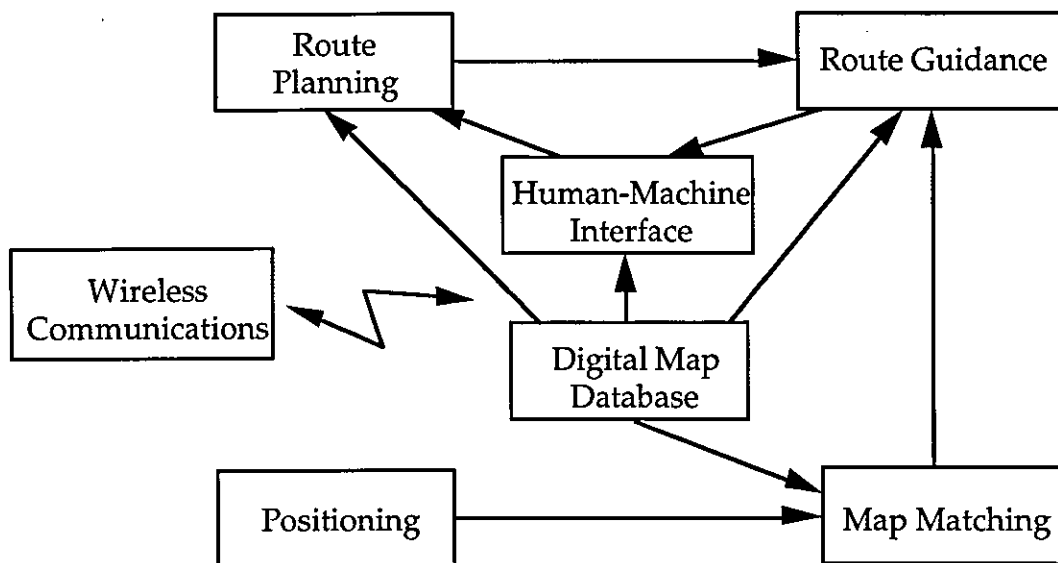 Route
Planning
Route Guidance
Human-Machine
Interface
Wireless
Communications
Digital Map
Database
Positioning
Map Matching